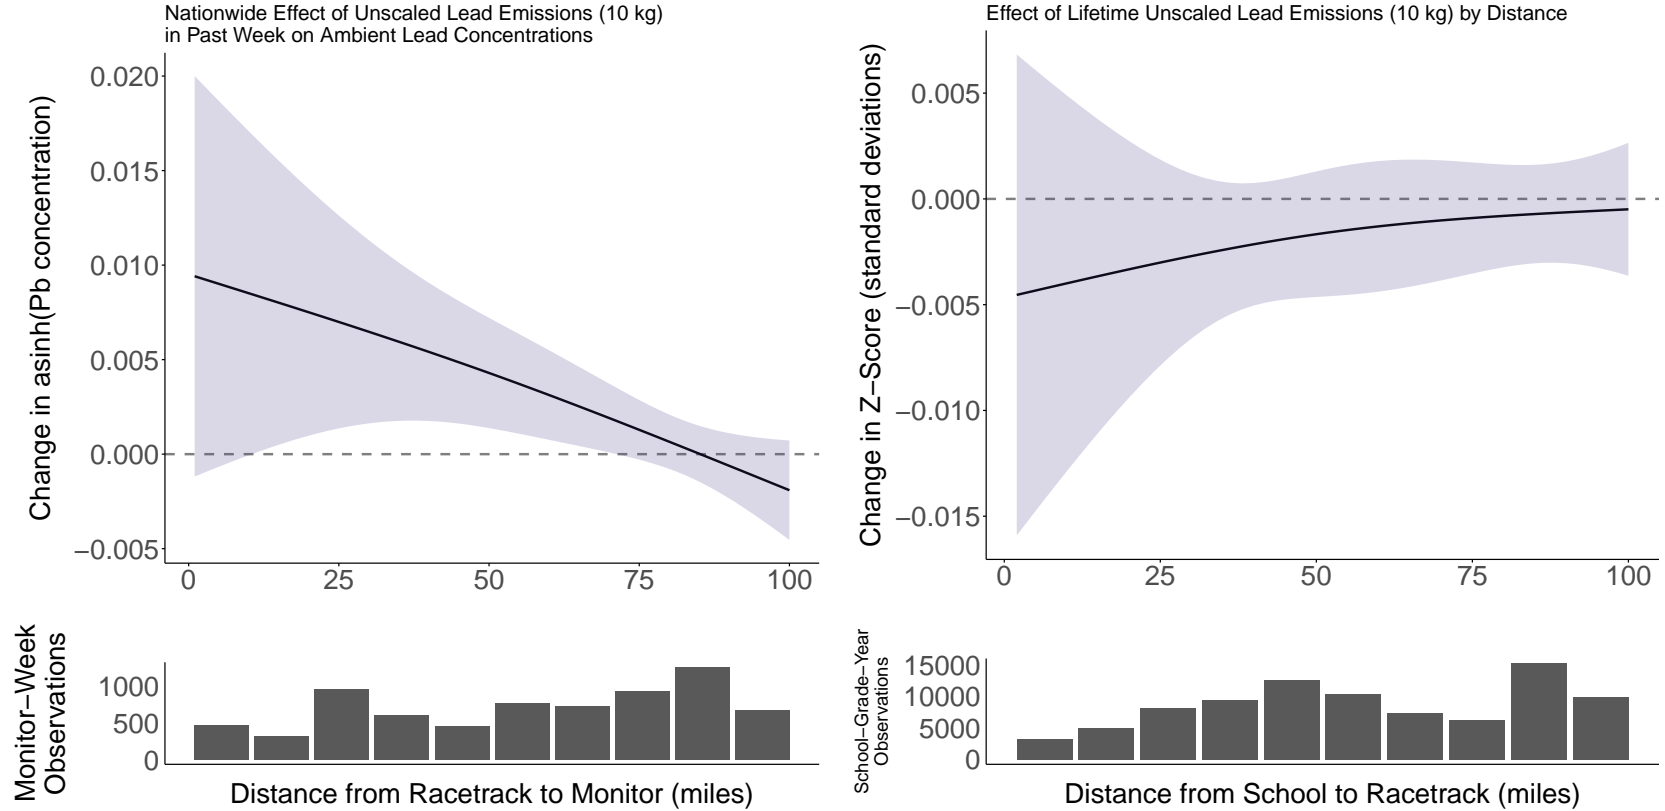 Nationwide Effect of Unscaled Lead Emissions (10 kg)
in Past Week on Ambient Lead Concentrations
Change in asinh(Pb concentration)
0.020
0.015
0.010
0.005
0.000
−0.005
0 25 50 75 100
Monitor−Week
Observations
1000
500
0
Distance from Racetrack to Monitor (miles)
Effect of Lifetime Unscaled Lead Emissions (10 kg) by Distance
Change in Z−Score (standard deviations)
0.005
0.000
−0.005
−0.010
−0.015
0 25 50 75 100
School−Grade−Year
Observations
15000
10000
5000
0
Distance from School to Racetrack (miles)